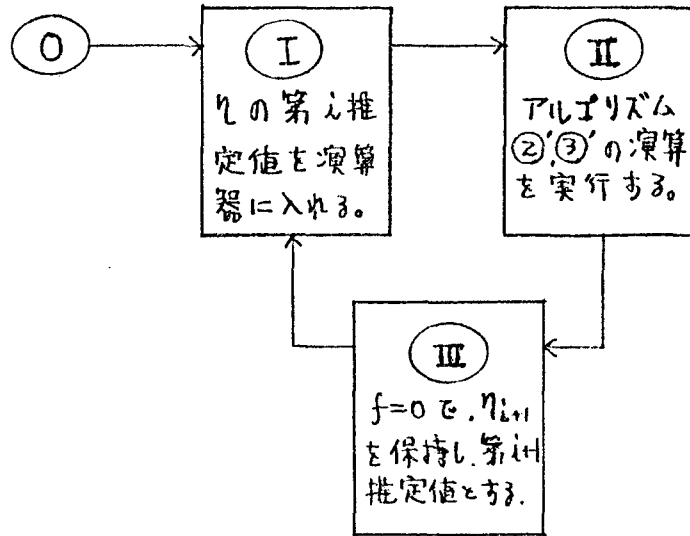 0
I
ηの第i推
定値を演算
器に入れる。
II
アルゴリズム
②',③'の演算
を実行する。
III
f=0で、η_{i+1}
を保持し、第i+1
推定値とする.